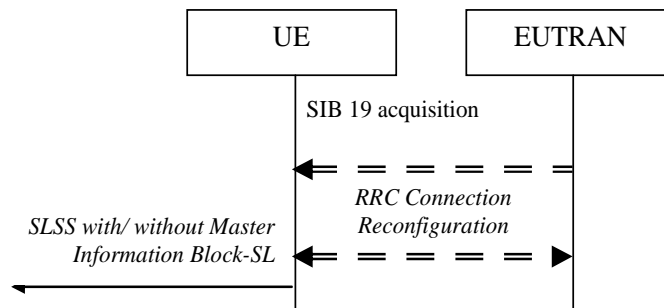 UE
EUTRAN
SIB 19 acquisition
RRC Connection
Reconfiguration
SLSS with/ without Master
Information Block-SL